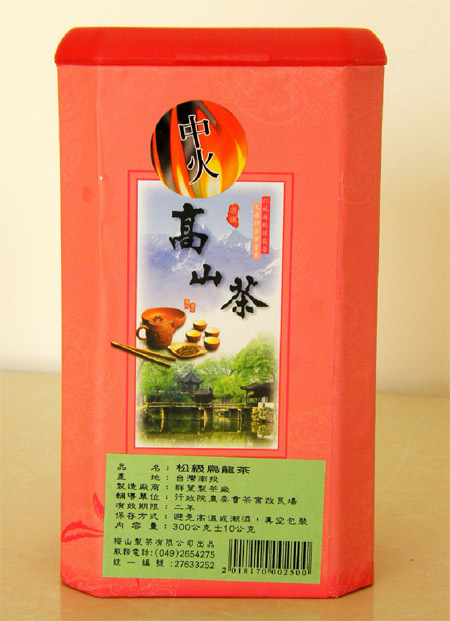 中火
高山茶
品名：松級烏龍茶
產地：台灣南投
製造廠商：群葉製茶廠
輔導單位：行政院農委會茶業改良場
有效期限：二年
保存方式：避免高溫或潮濕，真空包裝
內容量：300公克±10公克
梅山製茶有限公司出品
服務電話：(049)2654275
統一編號：27633252
2018170002300